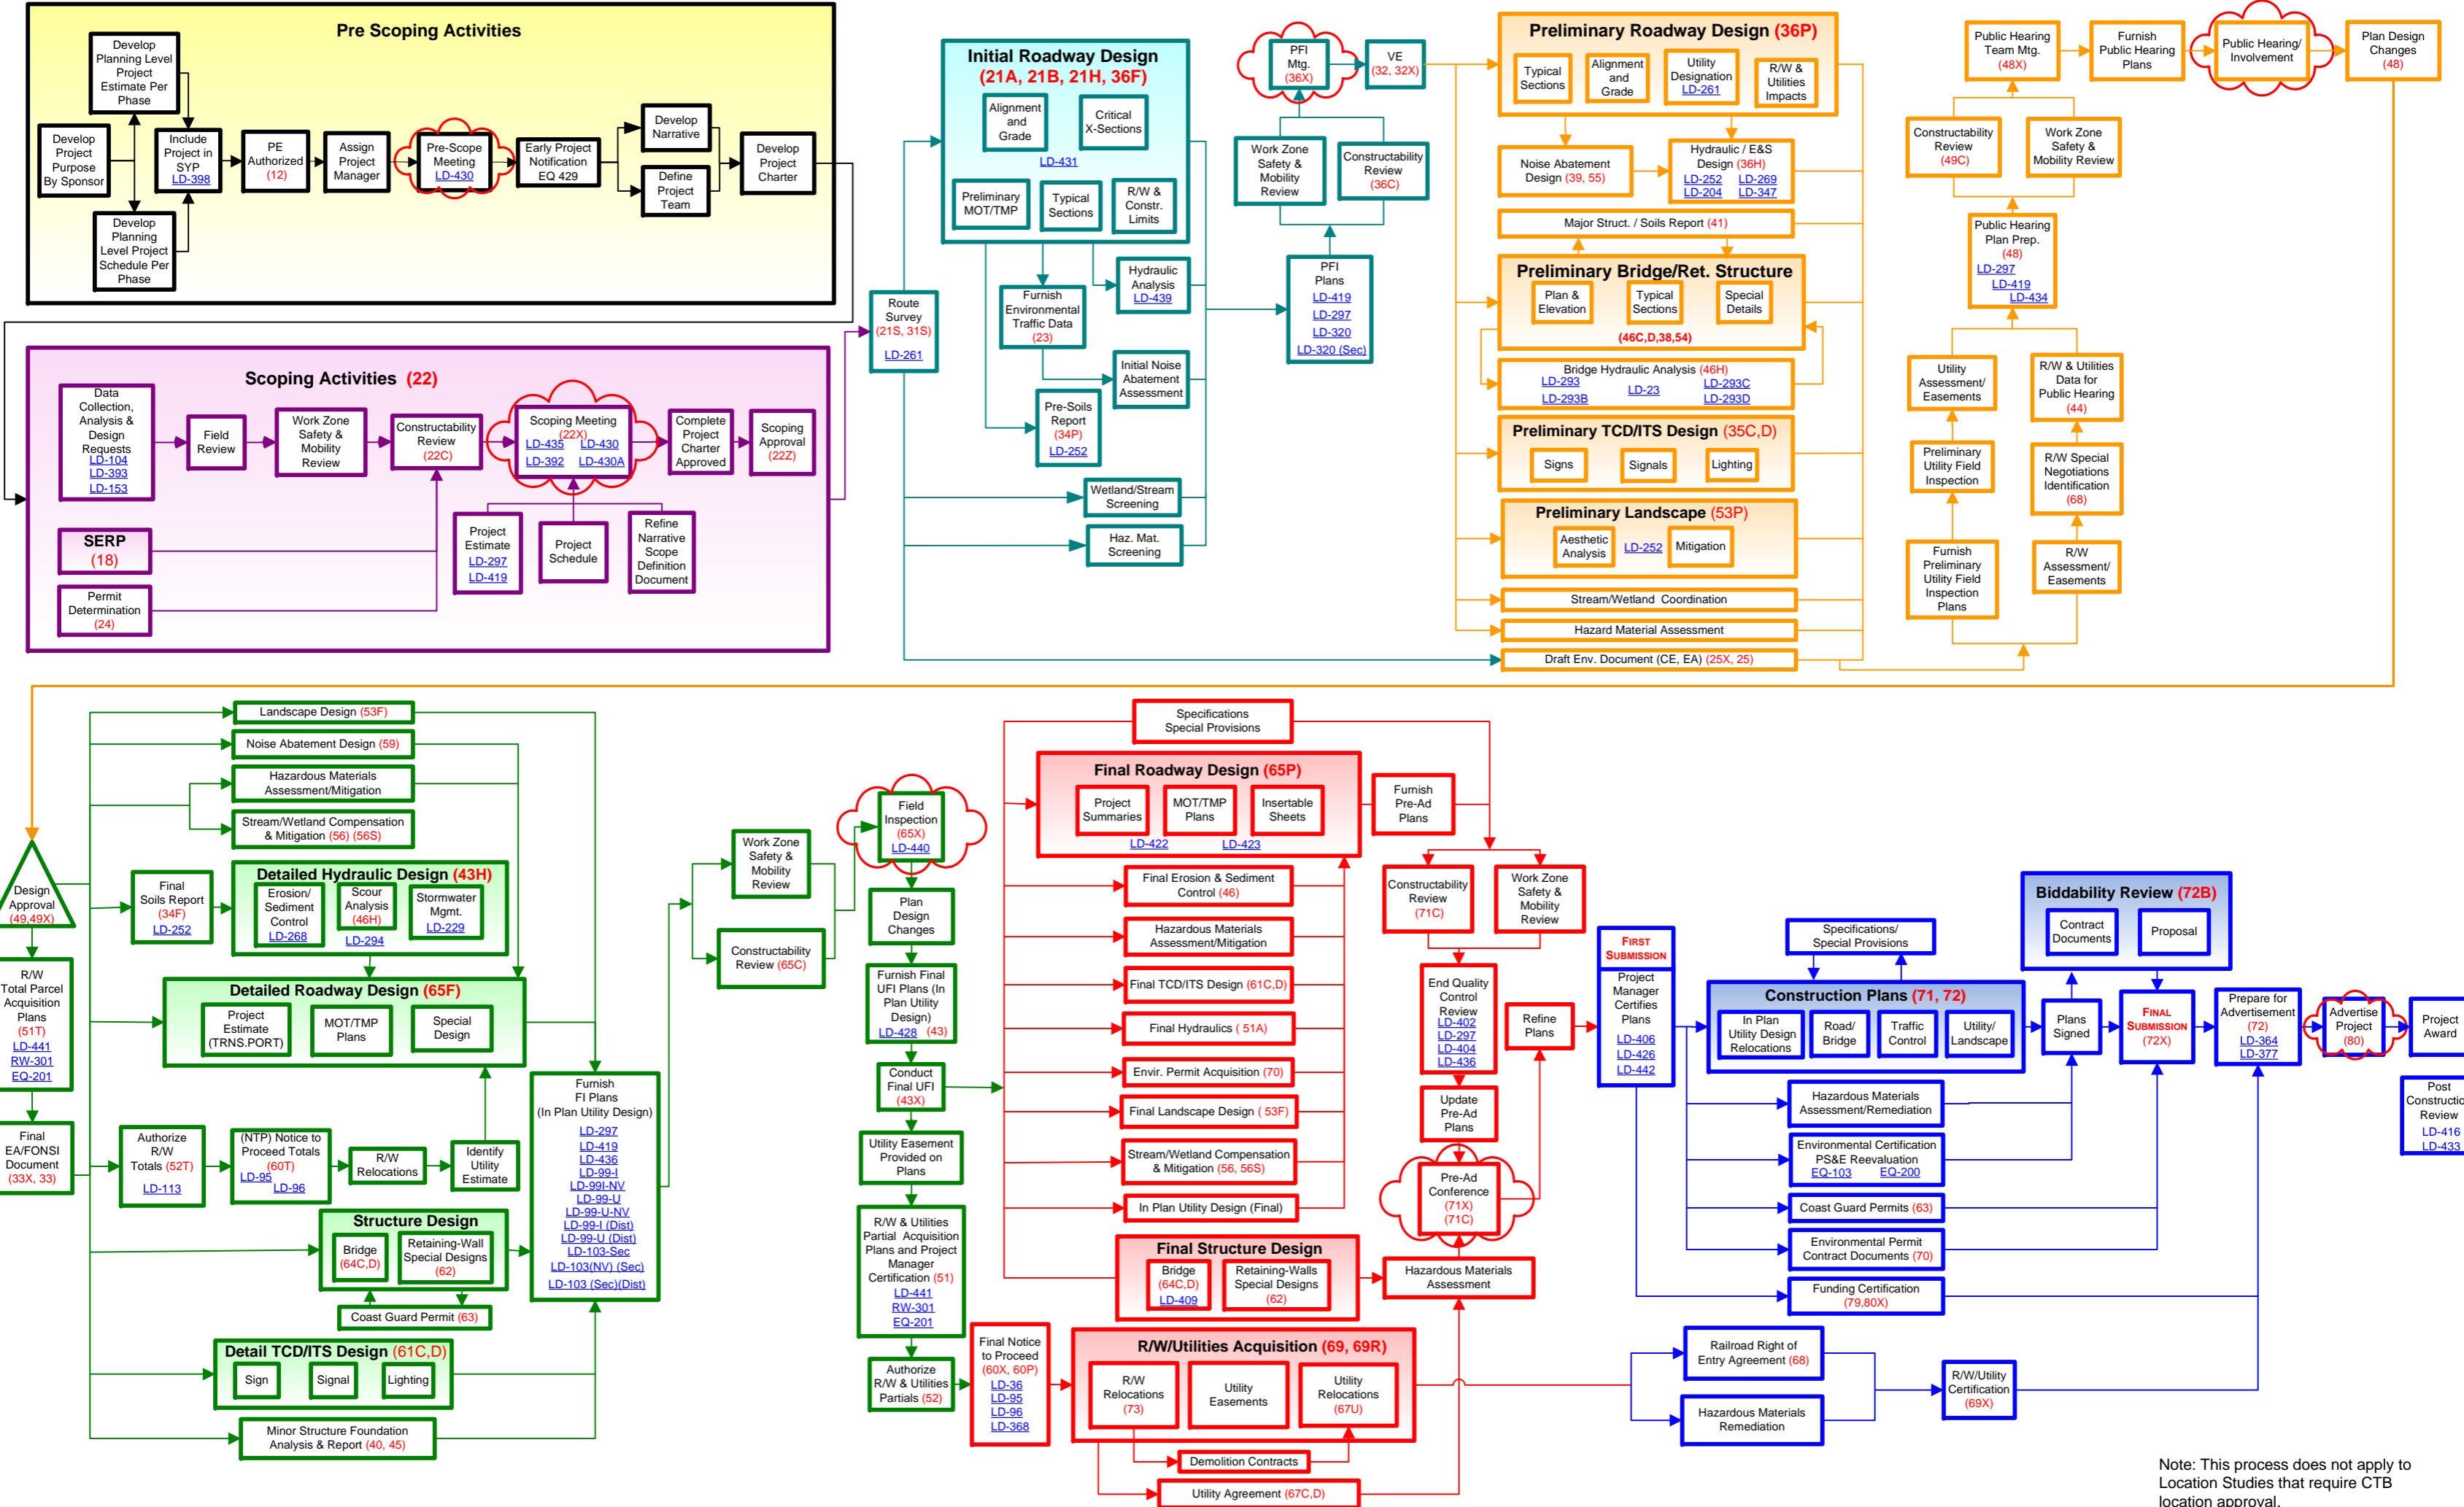 Pre Scoping Activities
Develop
Planning Level
Project
Estimate Per
Phase
Develop
Project
Purpose
By Sponsor
Include
Project in
SYP
LD-398
PE
Authorized
(12)
Assign
Project
Manager
Pre-Scope
Meeting
LD-430
Early Project
Notification
EQ 429
Develop
Narrative
Define
Project
Team
Develop
Project
Charter
Develop
Planning
Level Project
Schedule Per
Phase
Scoping Activities (22)
Data
Collection,
Analysis &
Design
Requests
LD-104
LD-393
LD-153
Field
Review
Work Zone
Safety &
Mobility
Review
Constructability
Review
(22C)
Scoping Meeting
(22X)
LD-435 LD-430
LD-392 LD-430A
Complete
Project
Charter
Approved
Scoping
Approval
(22Z)
SERP
(18)
Permit
Determination
(24)
Project
Estimate
LD-297
LD-419
Project
Schedule
Refine
Narrative
Scope
Definition
Document
Route
Survey
(21S, 31S)
LD-261
Initial Roadway Design
(21A, 21B, 21H, 36F)
Alignment
and
Grade
Critical
X-Sections
LD-431
Preliminary
MOT/TMP
Typical
Sections
R/W &
Constr.
Limits
Hydraulic
Analysis
LD-439
Furnish
Environmental
Traffic Data
(23)
Initial Noise
Abatement
Assessment
Pre-Soils
Report
(34P)
LD-252
Wetland/Stream
Screening
Haz. Mat.
Screening
PFI
Mtg.
(36X)
VE
(32, 32X)
Work Zone
Safety &
Mobility
Review
Constructability
Review
(36C)
PFI
Plans
LD-419
LD-297
LD-320
LD-320 (Sec)
Preliminary Roadway Design (36P)
Typical
Sections
Alignment
and
Grade
Utility
Designation
LD-261
R/W &
Utilities
Impacts
Noise Abatement
Design (39, 55)
Hydraulic / E&S
Design
(36H)
LD-252 LD-269
LD-204 LD-347
Major Struct. / Soils Report (41)
Preliminary Bridge/Ret. Structure
Plan &
Elevation
Typical
Sections
Special
Details
(46C,D,38,54)
Bridge Hydraulic Analysis (46H)
LD-293 LD-23 LD-293C
LD-293B LD-293D
Preliminary TCD/ITS Design (35C,D)
Signs
Signals
Lighting
Preliminary Landscape (53P)
Aesthetic
Analysis
LD-252
Mitigation
Stream/Wetland Coordination
Hazard Material Assessment
Draft Env. Document (CE, EA) (25X, 25)
Public Hearing
Team Mtg.
(48X)
Furnish
Public Hearing
Plans
Public Hearing/
Involvement
Plan Design
Changes
(48)
Constructability
Review
(49C)
Work Zone
Safety &
Mobility Review
Public Hearing
Plan Prep.
(48)
LD-297
LD-419
LD-434
Utility
Assessment/
Easements
R/W & Utilities
Data for
Public Hearing
(44)
Preliminary
Utility Field
Inspection
R/W Special
Negotiations
Identification
(68)
Furnish
Preliminary
Utility Field
Inspection
Plans
R/W
Assessment/
Easements
Design
Approval
(49,49X)
R/W
Total Parcel
Acquisition
Plans
(51T)
LD-441
RW-301
EQ-201
Final
EA/FONSI
Document
(33X, 33)
Landscape Design (53F)
Noise Abatement Design (59)
Hazardous Materials
Assessment/Mitigation
Stream/Wetland Compensation
& Mitigation (56) (56S)
Final
Soils Report
(34F)
LD-252
Detailed Hydraulic Design (43H)
Erosion/
Sediment
Control
LD-268
Scour
Analysis
(46H)
LD-294
Stormwater
Mgmt.
LD-229
Detailed Roadway Design (65F)
Project
Estimate
(TRNS.PORT)
MOT/TMP
Plans
Special
Design
Authorize
R/W
Totals (52T)
LD-113
(NTP) Notice to
Proceed Totals
(60T)
LD-95
LD-96
R/W
Relocations
Identify
Utility
Estimate
Structure Design
Bridge
(64C,D)
Retaining-Wall
Special Designs
(62)
Coast Guard Permit (63)
Detail TCD/ITS Design (61C,D)
Sign
Signal
Lighting
Minor Structure Foundation
Analysis & Report (40, 45)
Furnish
FI Plans
(In Plan Utility Design)
LD-297
LD-419
LD-436
LD-99-I
LD-99I-NV
LD-99-U
LD-99-U-NV
LD-99-I (Dist)
LD-99-U (Dist)
LD-103-Sec
LD-103(NV) (Sec)
LD-103 (Sec)(Dist)
Work Zone
Safety &
Mobility
Review
Constructability
Review (65C)
Field
Inspection
(65X)
LD-440
Plan
Design
Changes
Furnish Final
UFI Plans (In
Plan Utility
Design)
LD-428 (43)
Conduct
Final UFI
(43X)
Utility Easement
Provided on
Plans
R/W & Utilities
Partial Acquisition
Plans and Project
Manager
Certification (51)
LD-441
RW-301
EQ-201
Authorize
R/W & Utilities
Partials (52)
Specifications
Special Provisions
Final Roadway Design (65P)
Project
Summaries
MOT/TMP
Plans
Insertable
Sheets
LD-422 LD-423
Furnish
Pre-Ad
Plans
Final Erosion & Sediment
Control (46)
Hazardous Materials
Assessment/Mitigation
Final TCD/ITS Design (61C,D)
Final Hydraulics ( 51A)
Envir. Permit Acquisition (70)
Final Landscape Design ( 53F)
Stream/Wetland Compensation
& Mitigation (56, 56S)
In Plan Utility Design (Final)
Final Structure Design
Bridge
(64C,D)
LD-409
Retaining-Walls
Special Designs
(62)
Final Notice
to Proceed
(60X, 60P)
LD-36
LD-95
LD-96
LD-368
R/W/Utilities Acquisition (69, 69R)
R/W
Relocations
(73)
Utility
Easements
Utility
Relocations
(67U)
Demolition Contracts
Utility Agreement (67C,D)
Constructability
Review
(71C)
Work Zone
Safety &
Mobility
Review
End Quality
Control
Review
LD-402
LD-297
LD-404
LD-436
Update
Pre-Ad
Plans
Pre-Ad
Conference
(71X)
(71C)
Hazardous Materials
Assessment
Refine
Plans
FIRST
SUBMISSION
Project
Manager
Certifies
Plans
LD-406
LD-426
LD-442
Specifications/
Special Provisions
Construction Plans (71, 72)
In Plan
Utility Design
Relocations
Road/
Bridge
Traffic
Control
Utility/
Landscape
Hazardous Materials
Assessment/Remediation
Environmental Certification
PS&E Reevaluation
EQ-103 EQ-200
Coast Guard Permits (63)
Environmental Permit
Contract Documents (70)
Funding Certification
(79,80X)
Railroad Right of
Entry Agreement (68)
Hazardous Materials
Remediation
R/W/Utility
Certification
(69X)
Biddability Review (72B)
Contract
Documents
Proposal
Plans
Signed
FINAL
SUBMISSION
(72X)
Prepare for
Advertisement
(72)
LD-364
LD-377
Advertise
Project
(80)
Project
Award
Post
Constructio
Review
LD-416
LD-433
Note: This process does not apply to
Location Studies that require CTB
location approval.